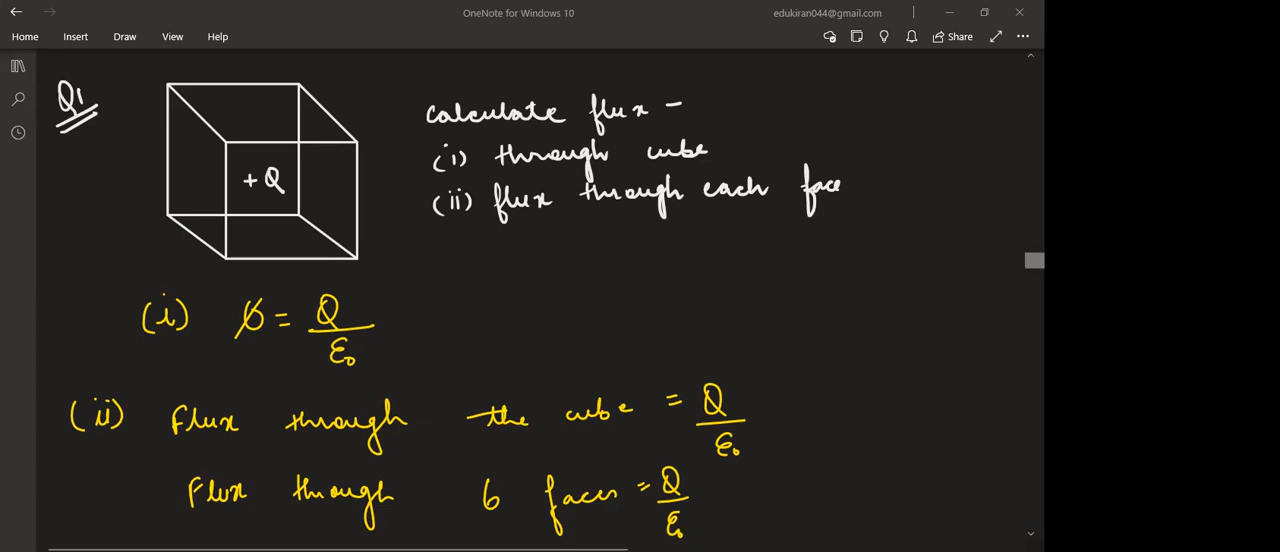 OneNote for Windows 10
edukiran044@gmail.com
Home Insert Draw View Help
Share
Q1
calculate flux -
(i) through cube
(ii) flux through each face
+ Q
(i) ϕ = Q/ε₀
(ii) Flux through the cube = Q/ε₀
Flux through 6 faces = Q/ε₀